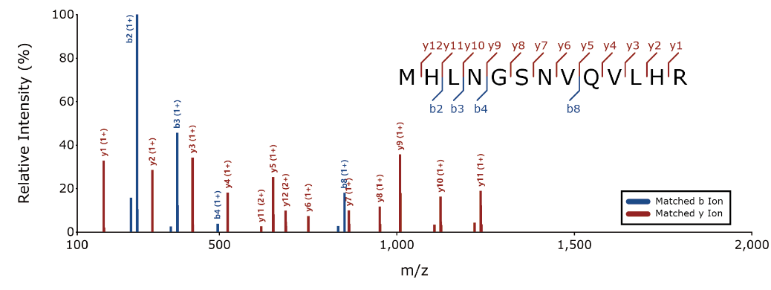 100
80
60
40
20
0
Relative Intensity (%)
y1 (1+)
b2 (1+)
y2 (1+)
b3 (1+)
y3 (1+)
b4 (1+)
y4 (1+)
y11 (2+)
y5 (1+)
y12 (2+)
y6 (1+)
b8 (1+)
y7 (1+)
y8 (1+)
y9 (1+)
y10 (1+)
y11 (1+)
y12 y11 y10 y9 y8 y7 y6 y5 y4 y3 y2 y1
M H L N G S N V Q V L H R
b2 b3 b4 b8
Matched b Ion
Matched y Ion
100 500 1,000 1,500 2,000
m/z